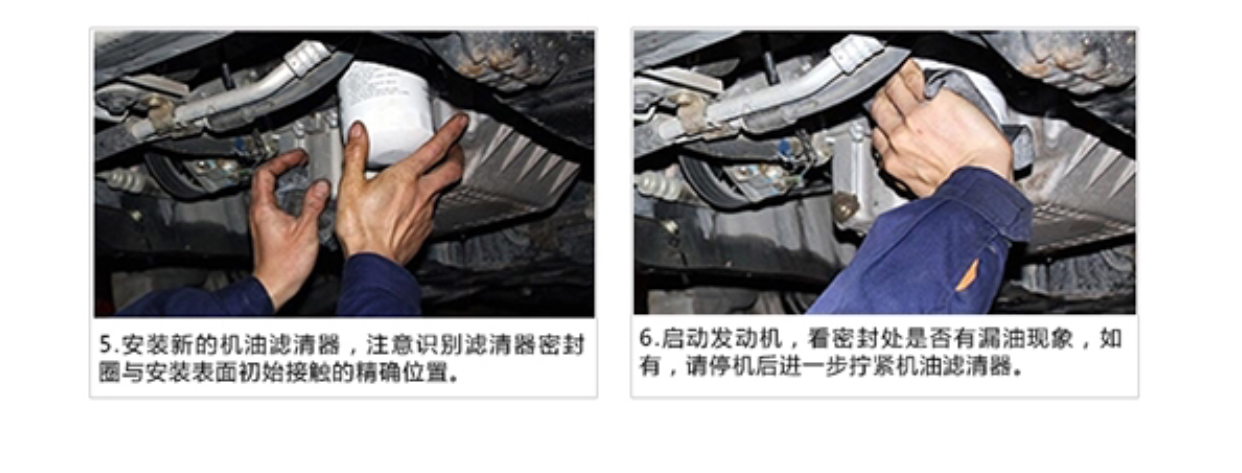 5.安装新的机油滤清器，注意识别滤清器密封
圈与安装表面初始接触的精确位置。
6.启动发动机，看密封处是否有漏油现象，如
有，请停机后进一步拧紧机油滤清器。